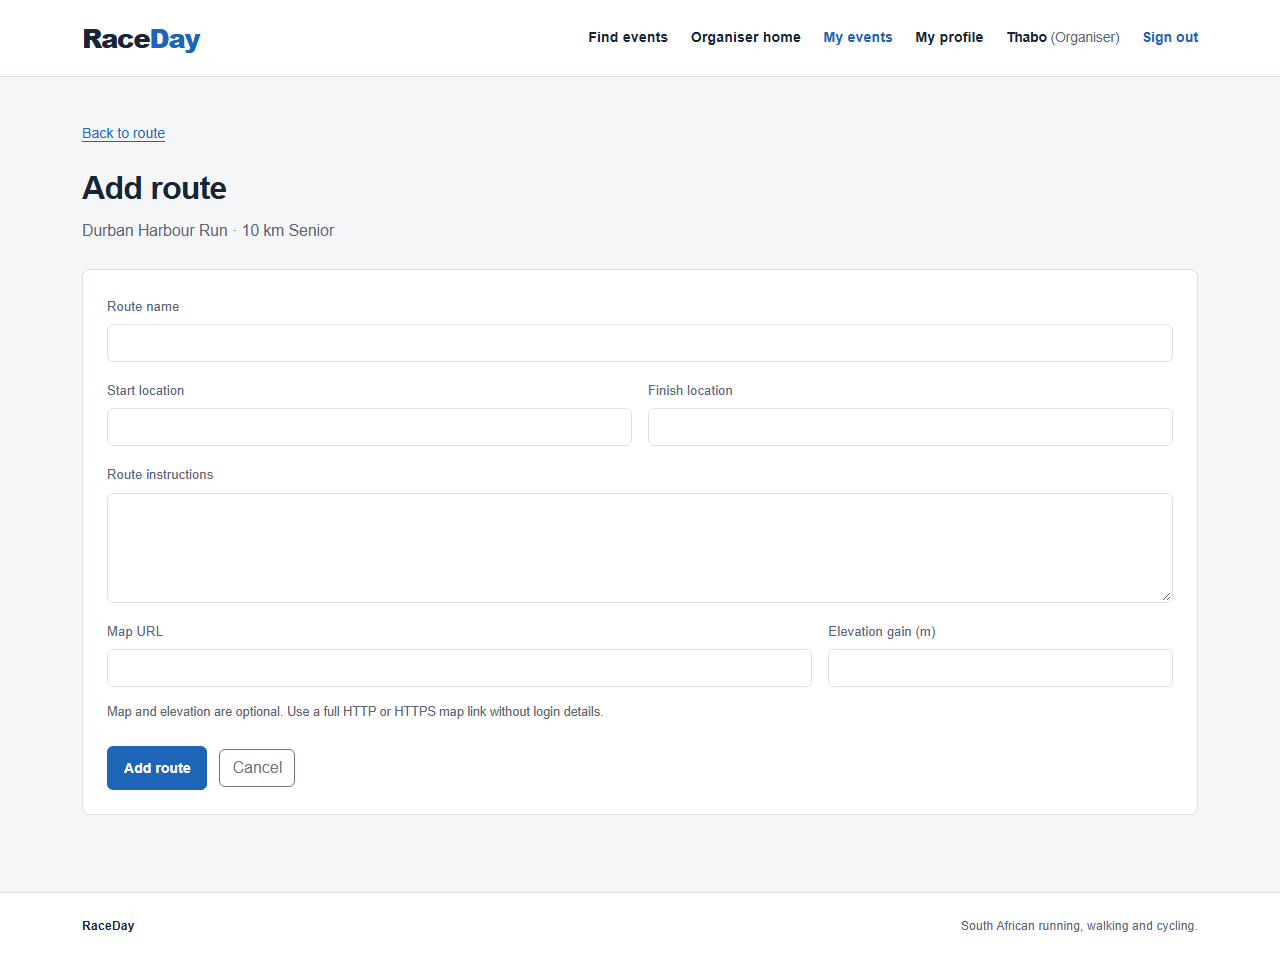 RaceDay
Find events Organiser home My events My profile Thabo (Organiser) Sign out
Back to route
Add route
Durban Harbour Run · 10 km Senior
Route name
Start location Finish location
Route instructions
Map URL Elevation gain (m)
Map and elevation are optional. Use a full HTTP or HTTPS map link without login details.
Add route Cancel
RaceDay South African running, walking and cycling.